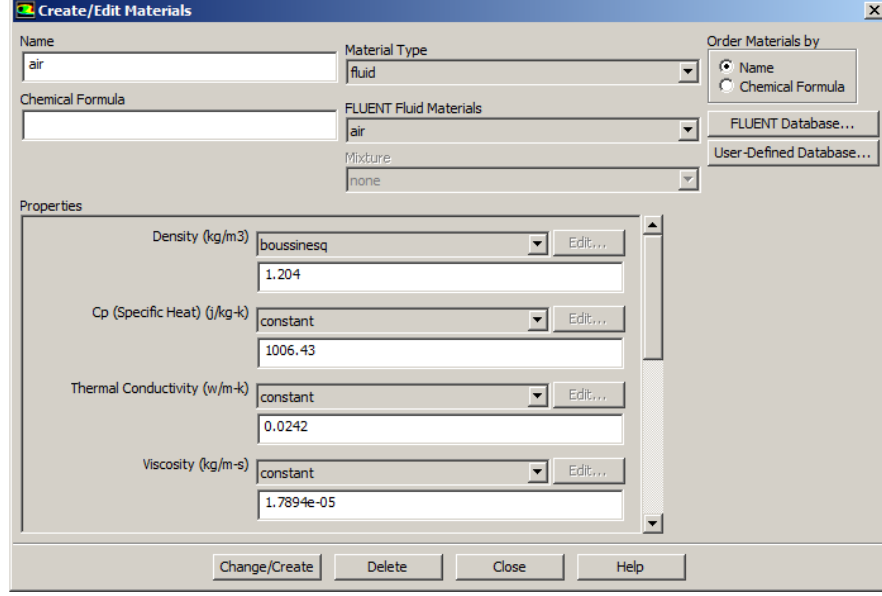 Create/Edit Materials
Name
air
Chemical Formula
Material Type
fluid
FLUENT Fluid Materials
air
Mixture
none
Order Materials by
Name
Chemical Formula
FLUENT Database...
User-Defined Database...
Properties
Density (kg/m3) boussinesq Edit...
1.204
Cp (Specific Heat) (j/kg-k) constant Edit...
1006.43
Thermal Conductivity (w/m-k) constant Edit...
0.0242
Viscosity (kg/m-s) constant Edit...
1.7894e-05
Change/Create Delete Close Help